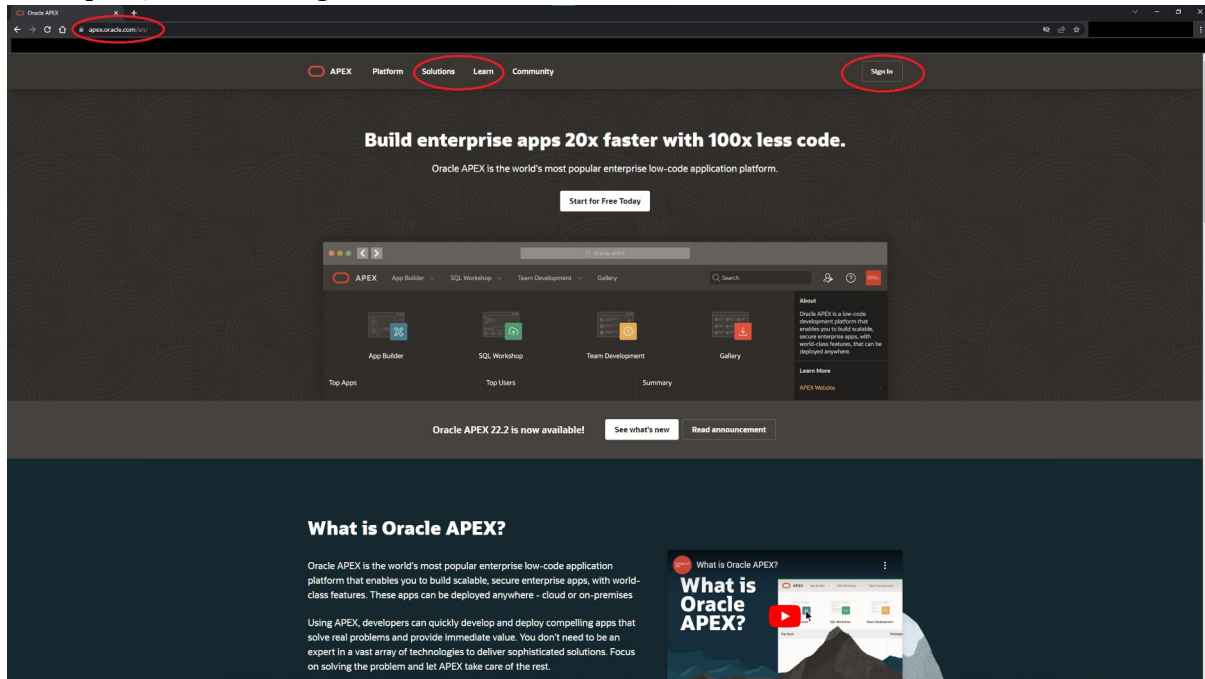 Oracle APEX
apex.oracle.com/en/
APEX Platform Solutions Learn Community Sign In
Build enterprise apps 20x faster with 100x less code.
Oracle APEX is the world's most popular enterprise low-code application platform.
Start for Free Today
Oracle APEX
APEX App Builder SQL Workshop Team Development Gallery Search
App Builder SQL Workshop Team Development Gallery
About
Oracle APEX is a low-code
development platform that
enables you to build scalable,
secure enterprise apps, with
world-class features, that can be
deployed anywhere.
Learn More
APEX Website
Top Apps Top Users Summary
Oracle APEX 22.2 is now available! See what's new Read announcement
What is Oracle APEX?
Oracle APEX is the world's most popular enterprise low-code application
platform that enables you to build scalable, secure enterprise apps, with world-
class features. These apps can be deployed anywhere - cloud or on-premises
Using APEX, developers can quickly develop and deploy compelling apps that
solve real problems and provide immediate value. You don't need to be an
expert in a vast array of technologies to deliver sophisticated solutions. Focus
on solving the problem and let APEX take care of the rest.
What is Oracle APEX?
What is
Oracle
APEX?
APEX